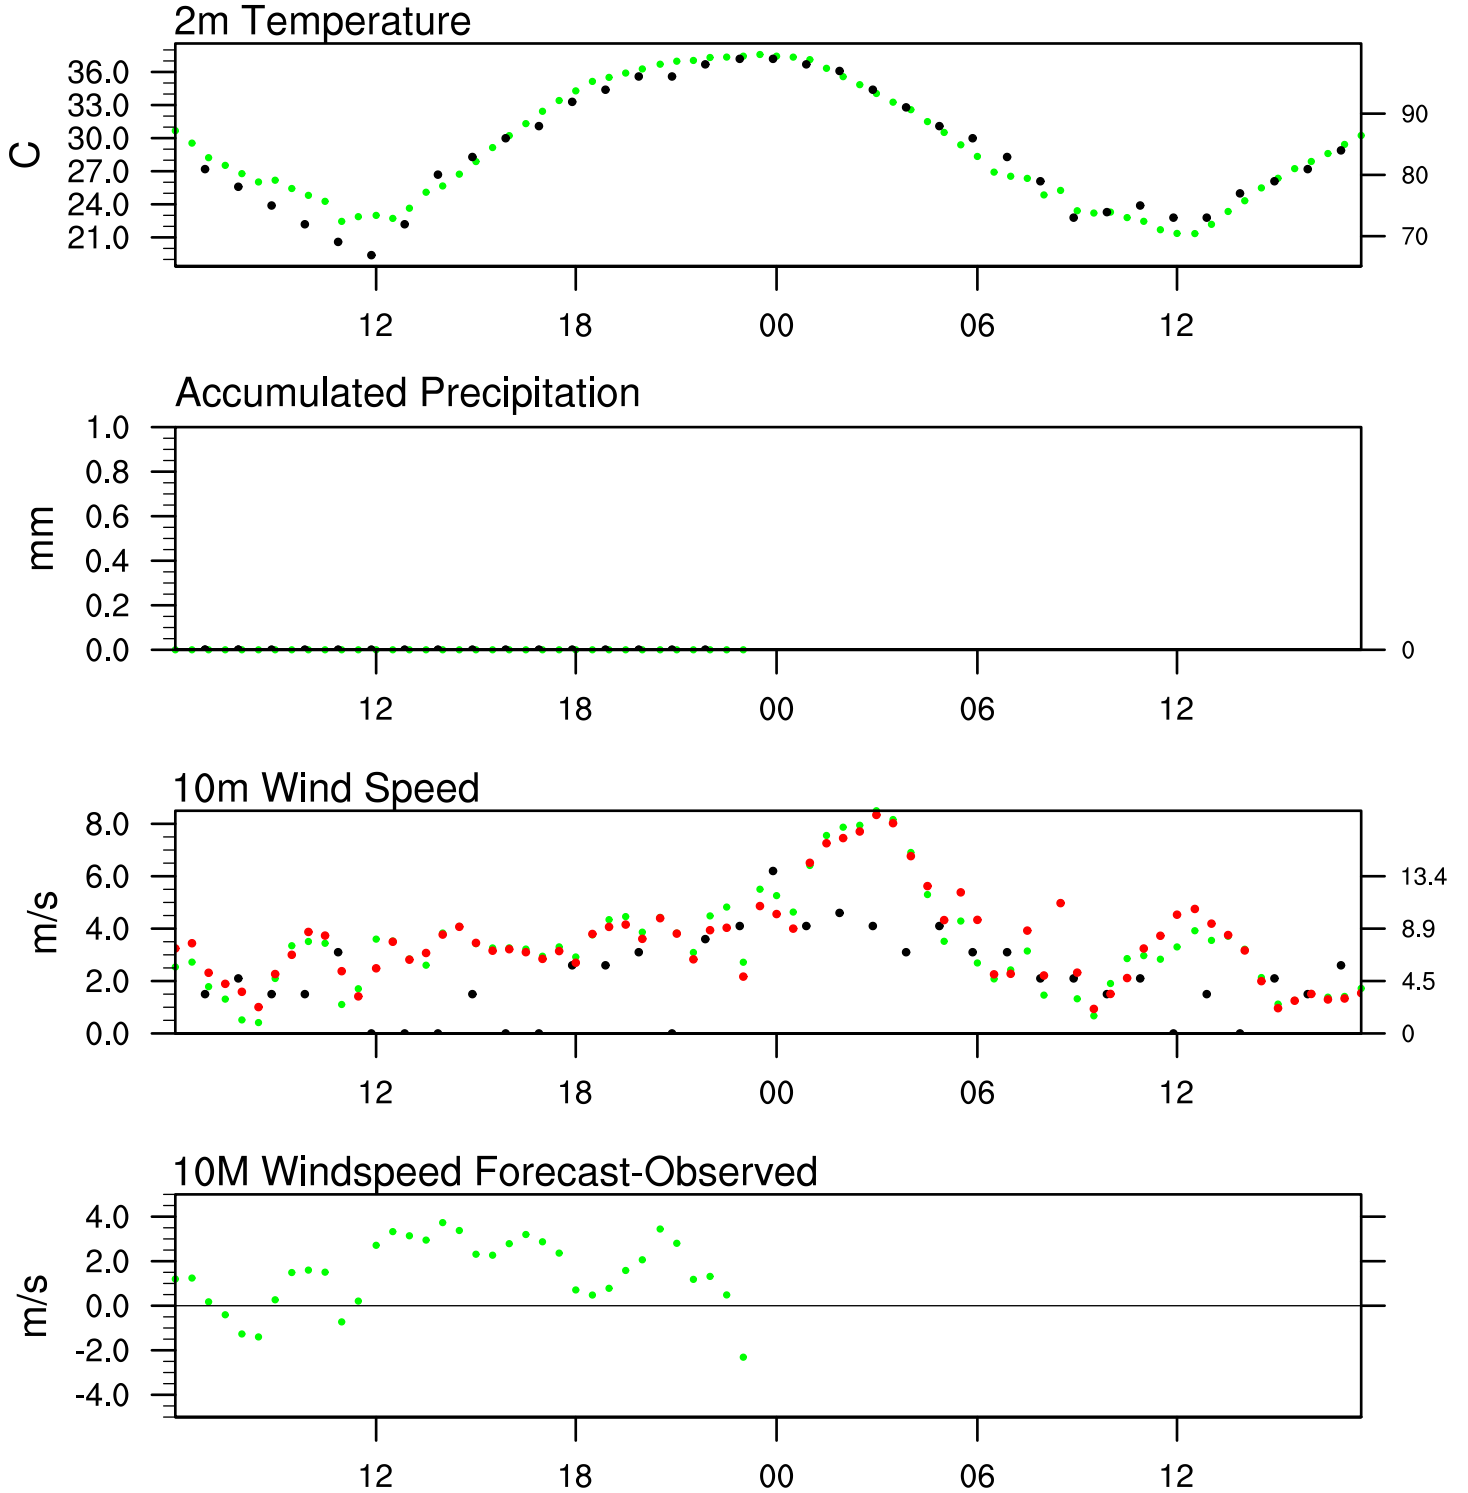 2m Temperature
36.0
33.0
90
30.0
C
27.0
80
24.0
21.0
70
12 18 00 06 12
Accumulated Precipitation
1.0
0.8
0.6
mm
0.4
0.2
0.0 0
12 18 00 06 12
10m Wind Speed
8.0
6.0 13.4
m/s
4.0 8.9
2.0 4.5
0.0 0
12 18 00 06 12
10M Windspeed Forecast-Observed
4.0
2.0
m/s
0.0
-2.0
-4.0
12 18 00 06 12